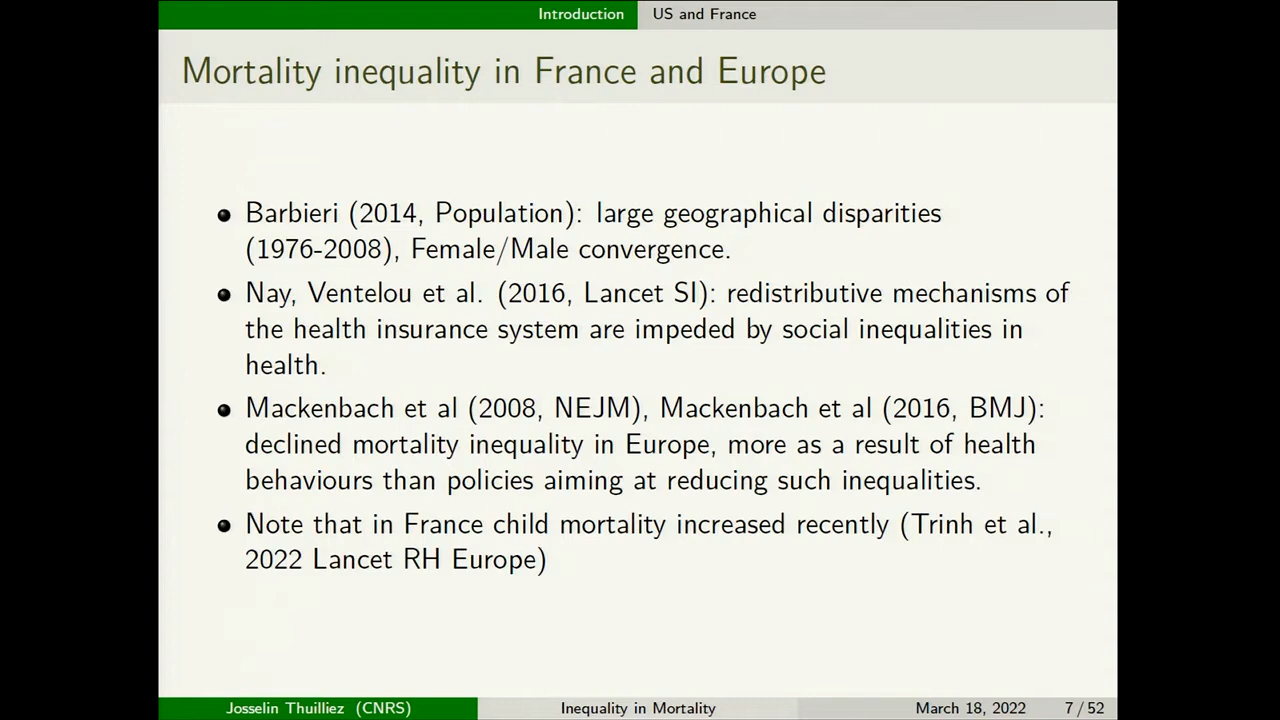 Introduction US and France
Mortality inequality in France and Europe
Barbieri (2014, Population): large geographical disparities
(1976-2008), Female/Male convergence.
Nay, Ventelou et al. (2016, Lancet SI): redistributive mechanisms of
the health insurance system are impeded by social inequalities in
health.
Mackenbach et al (2008, NEJM), Mackenbach et al (2016, BMJ):
declined mortality inequality in Europe, more as a result of health
behaviours than policies aiming at reducing such inequalities.
Note that in France child mortality increased recently (Trinh et al.,
2022 Lancet RH Europe)
Josselin Thuilliez (CNRS) Inequality in Mortality March 18, 2022 7 / 52